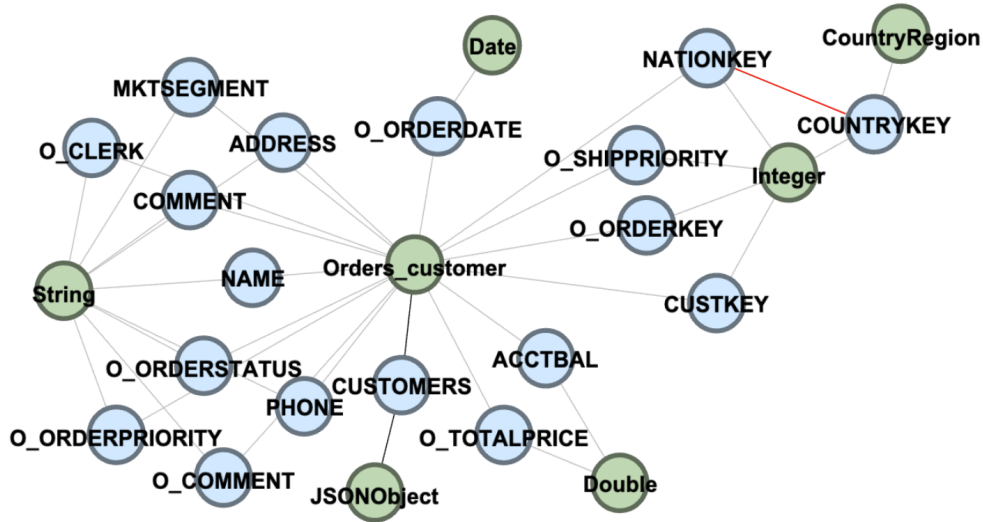 CountryRegion
Date
NATIONKEY
MKTSEGMENT
O_ORDERDATE
COUNTRYKEY
O_CLERK
ADDRESS
O_SHIPPRIORITY
Integer
COMMENT
O_ORDERKEY
Orders_customer
NAME
String
CUSTKEY
ACCTBAL
O_ORDERSTATUS
CUSTOMERS
PHONE
O_ORDERPRIORITY
O_TOTALPRICE
O_COMMENT
Double
JSONObject